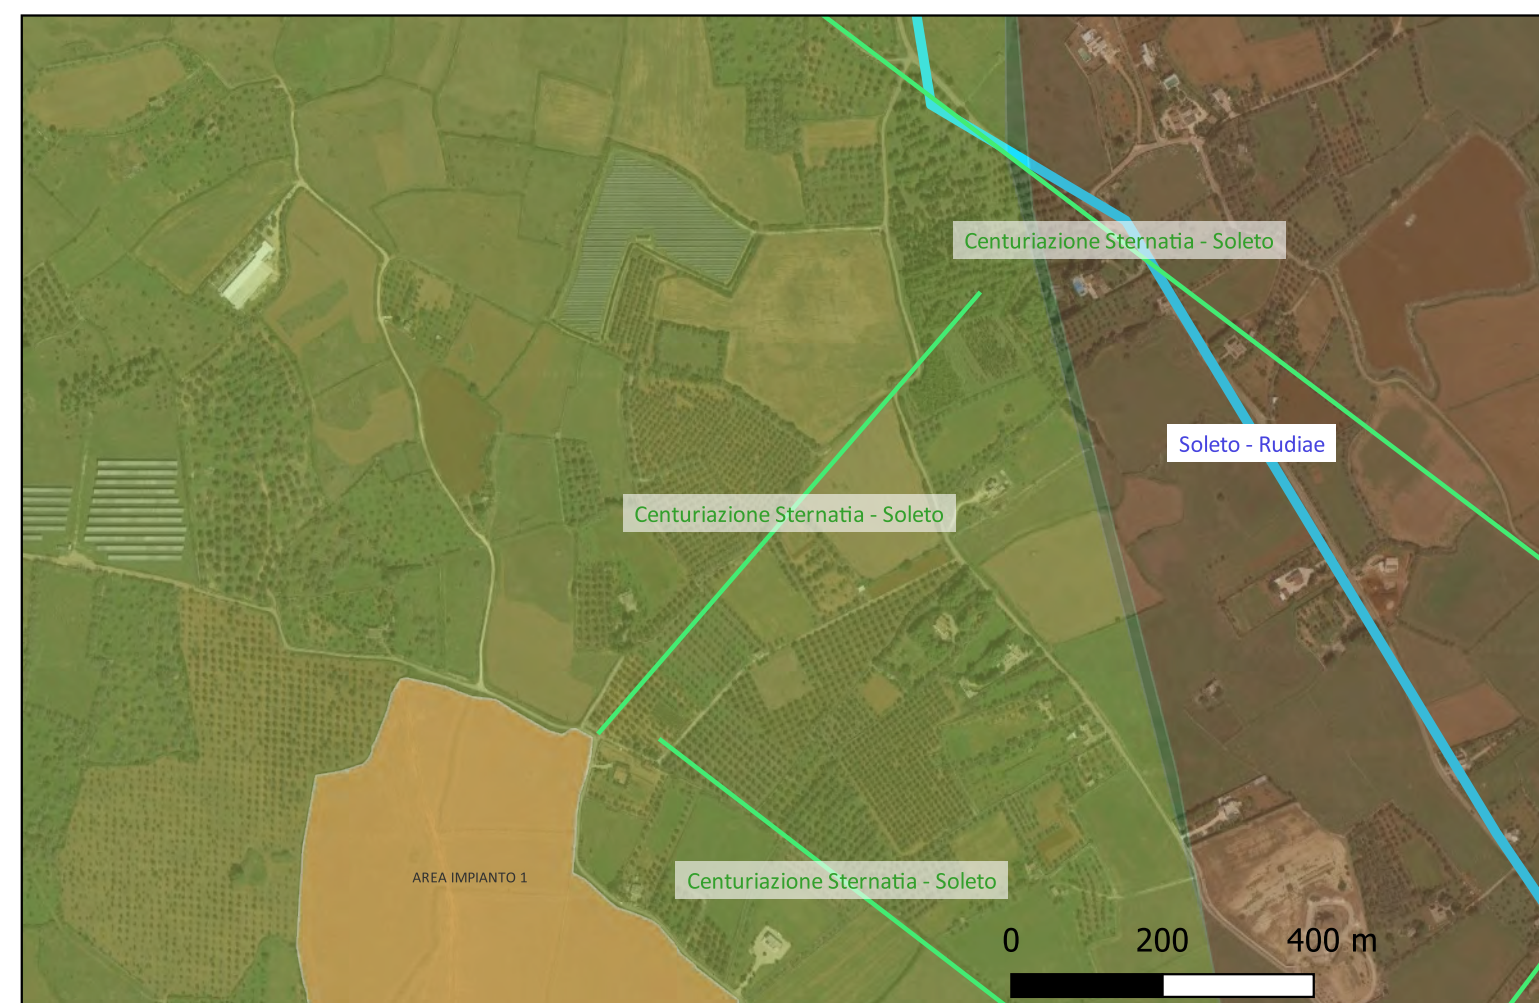 Centuriazione Sternatia - Soleto
Soleto - Rudiae
Centuriazione Sternatia - Soleto
AREA IMPIANTO 1
Centuriazione Sternatia - Soleto
0 200 400 m